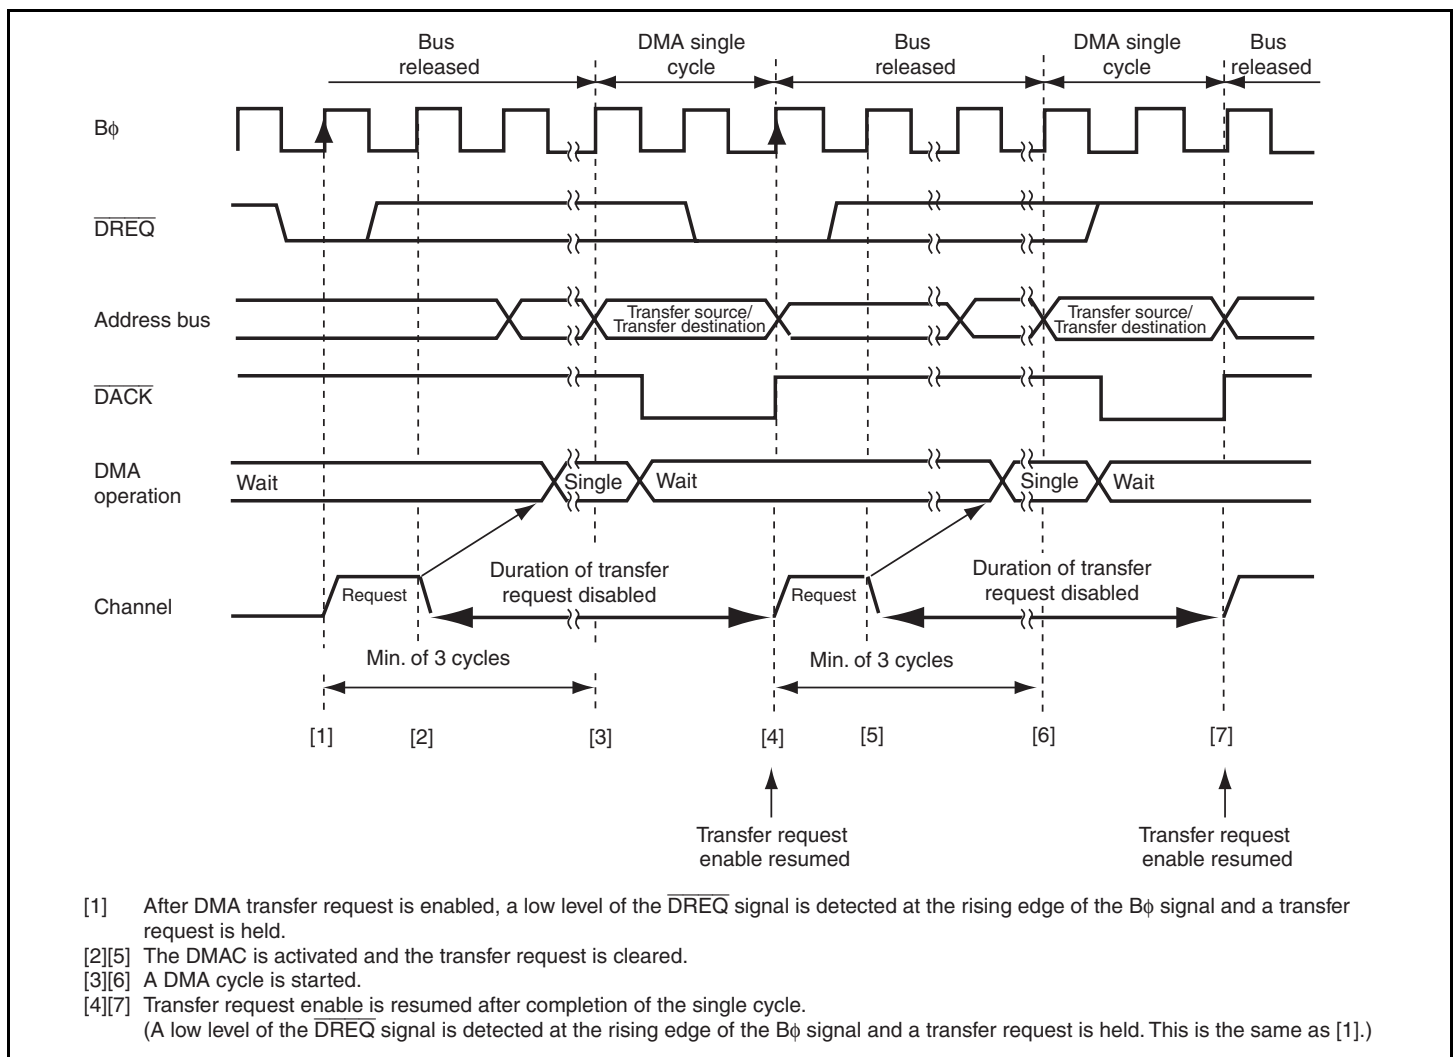 Bus
released
DMA single
cycle
Bus
released
DMA single
cycle
Bus
released
Bϕ
DREQ
Address bus
Transfer source/
Transfer destination
Transfer source/
Transfer destination
DACK
DMA
operation
Wait
Single
Wait
Single
Wait
Channel
Request
Duration of transfer
request disabled
Request
Duration of transfer
request disabled
Min. of 3 cycles
Min. of 3 cycles
[1]
[2]
[3]
[4]
[5]
[6]
[7]
Transfer request
enable resumed
Transfer request
enable resumed
[1] After DMA transfer request is enabled, a low level of the DREQ signal is detected at the rising edge of the Bϕ signal and a transfer
request is held.
[2][5] The DMAC is activated and the transfer request is cleared.
[3][6] A DMA cycle is started.
[4][7] Transfer request enable is resumed after completion of the single cycle.
(A low level of the DREQ signal is detected at the rising edge of the Bϕ signal and a transfer request is held. This is the same as [1].)